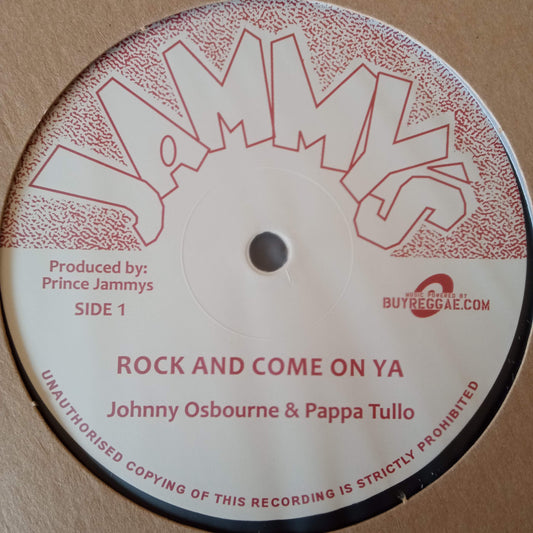 JAMMY'S
Produced by:
Prince Jammys
SIDE 1
MUSIC POWERED BY
BUYREGGAE.COM
ROCK AND COME ON YA
Johnny Osbourne & Pappa Tullo
UNAUTHORISED COPYING OF THIS RECORDING IS STRICTLY PROHIBITED